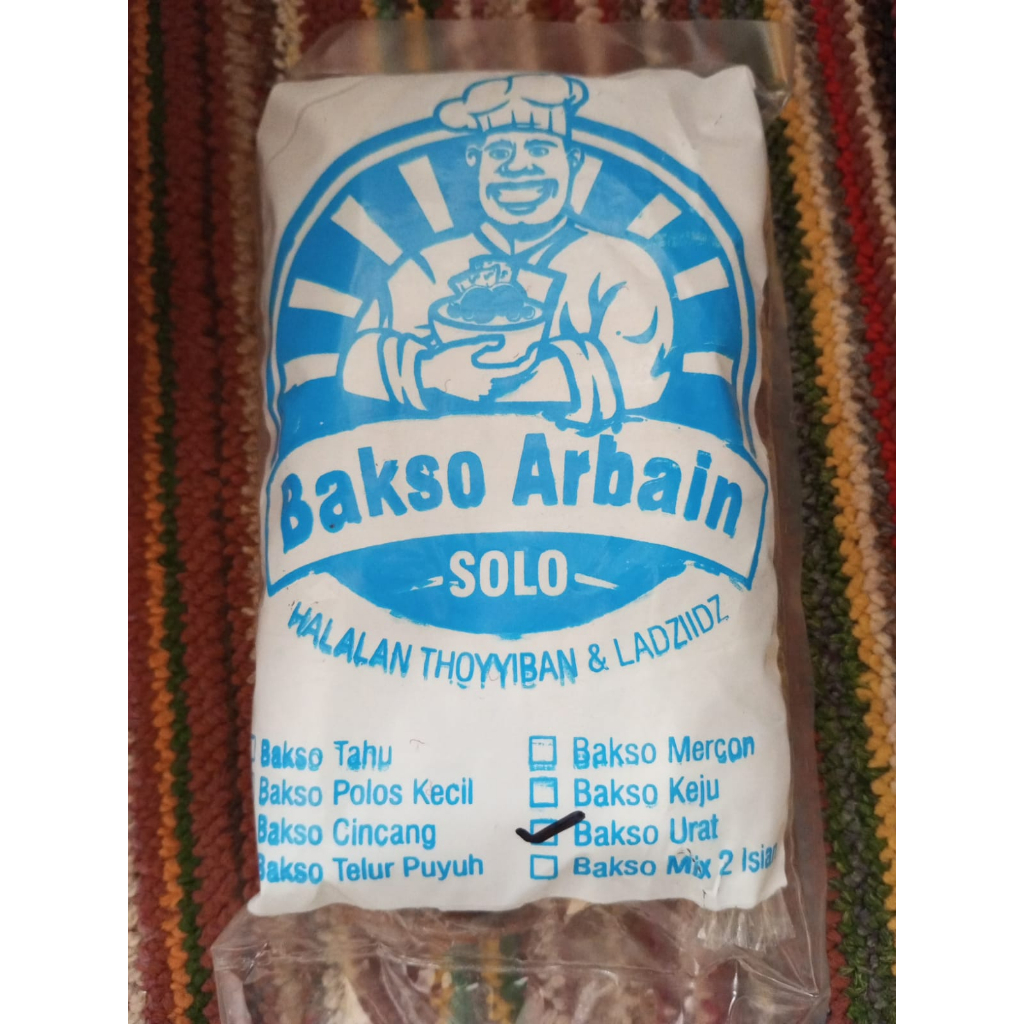 Bakso Arbain
SOLO
HALALAN THOYYIBAN & LADZIIDZ
Bakso Tahu
Bakso Polos Kecil
Bakso Cincang
Bakso Telur Puyuh
Bakso Mercon
Bakso Keju
Bakso Urat
Bakso Mix 2 Isian